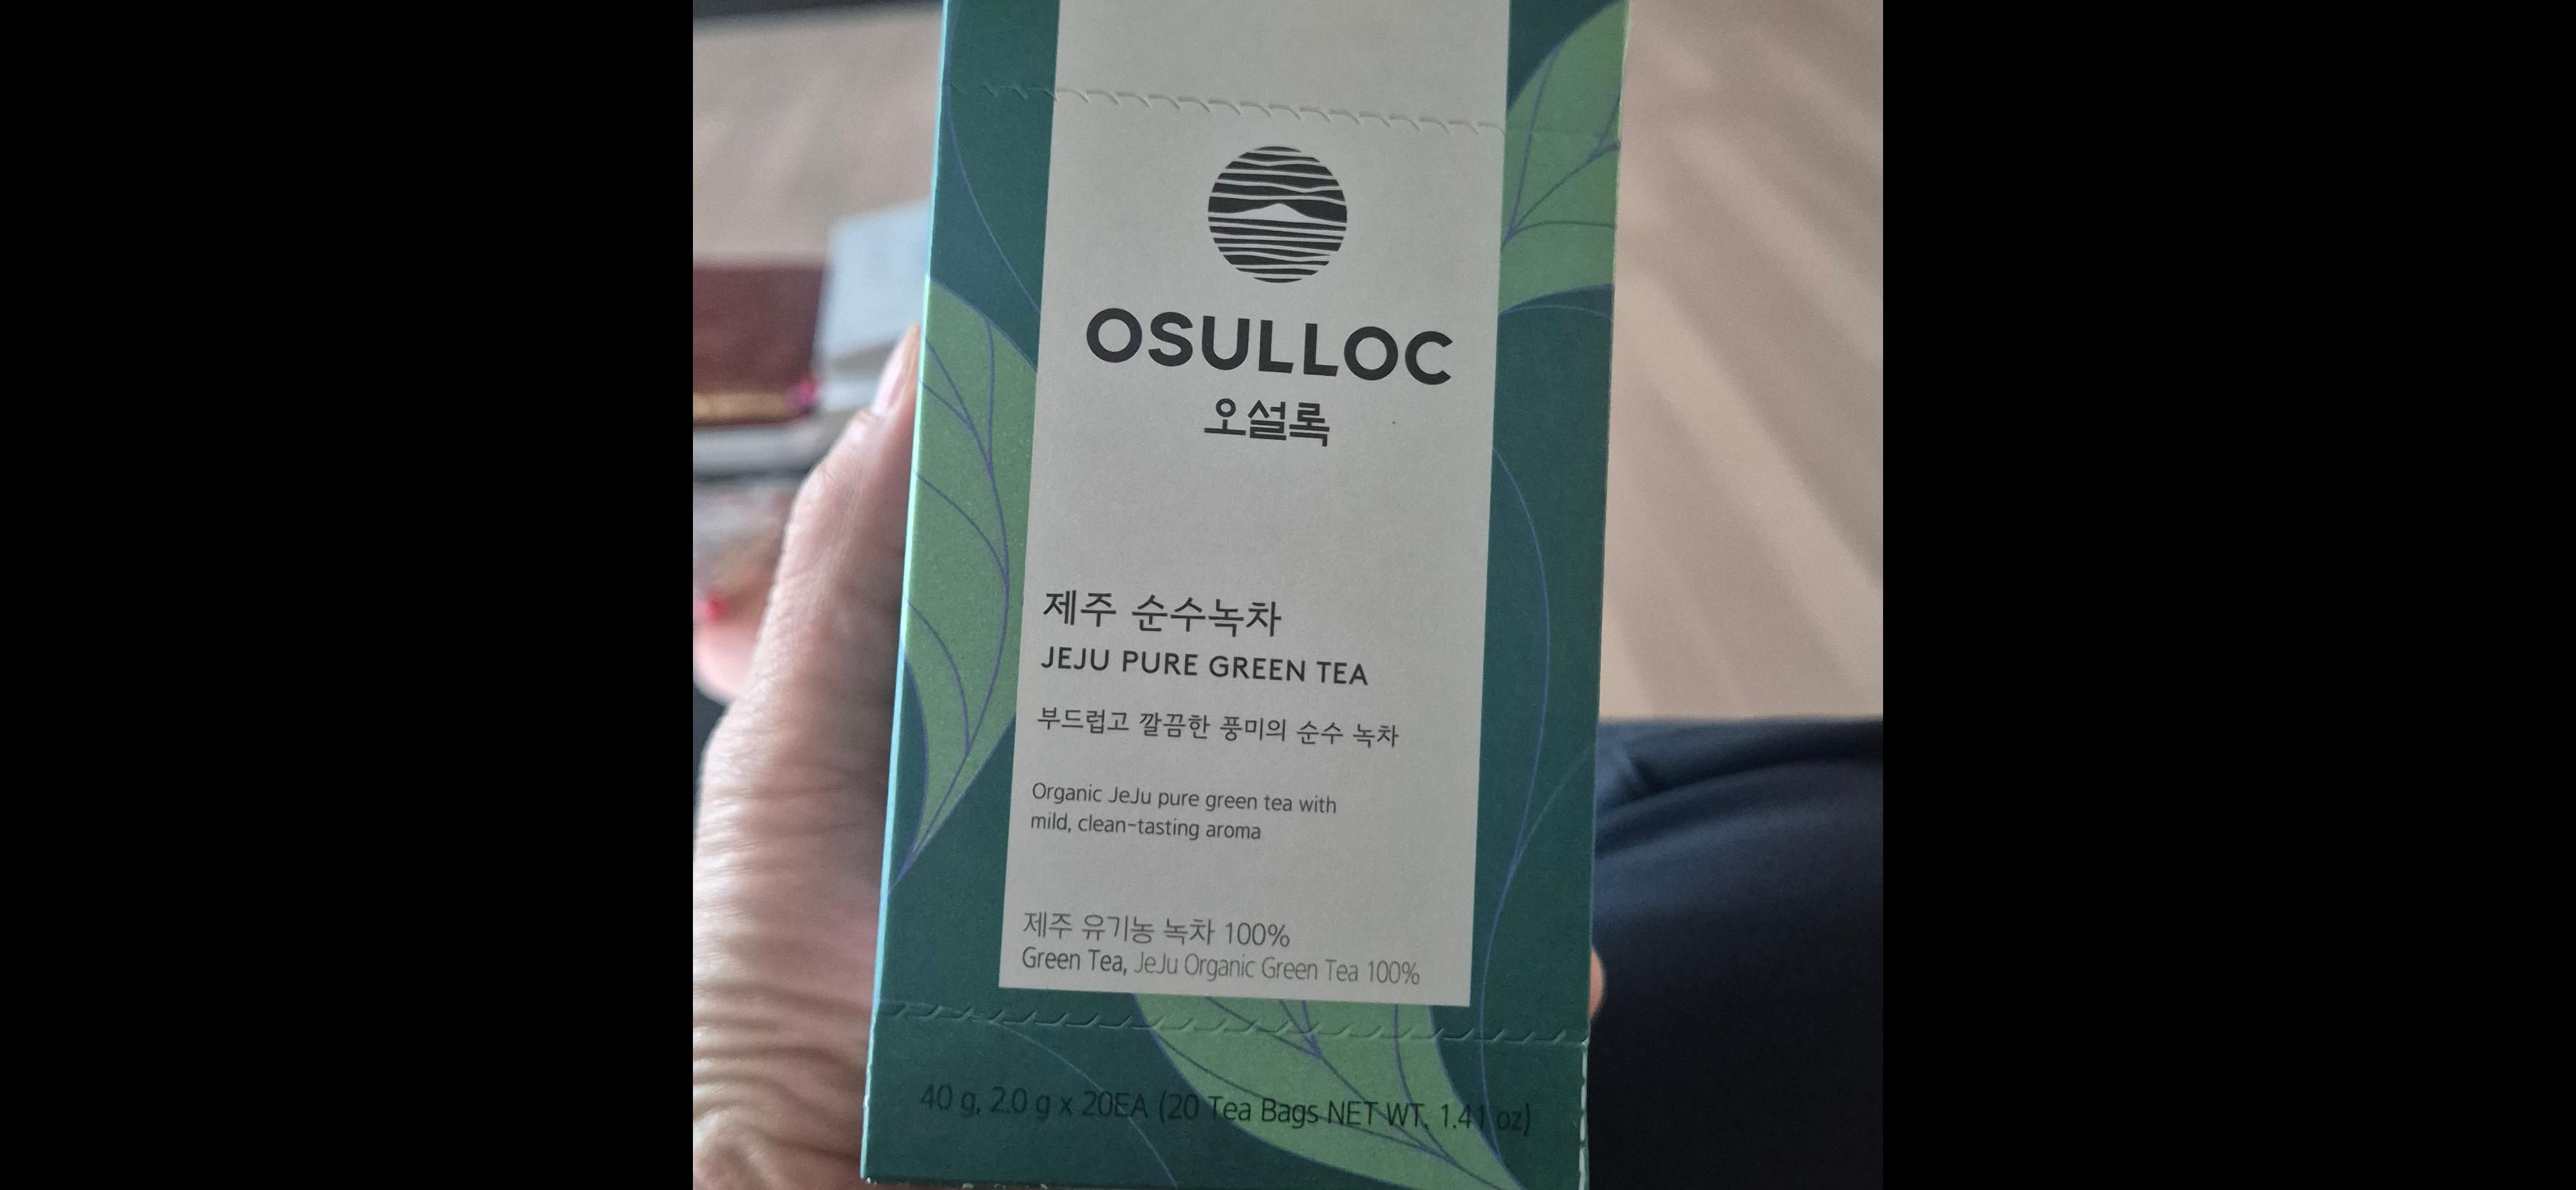 OSULLOC
오설록
제주 순수녹차
JEJU PURE GREEN TEA
부드럽고 깔끔한 풍미의 순수 녹차
Organic JeJu pure green tea with
mild, clean-tasting aroma
제주 유기농 녹차 100%
Green Tea, JeJu Organic Green Tea 100%
40 g, 2.0 g x 20EA (20 Tea Bags NET WT. 1.41 oz)